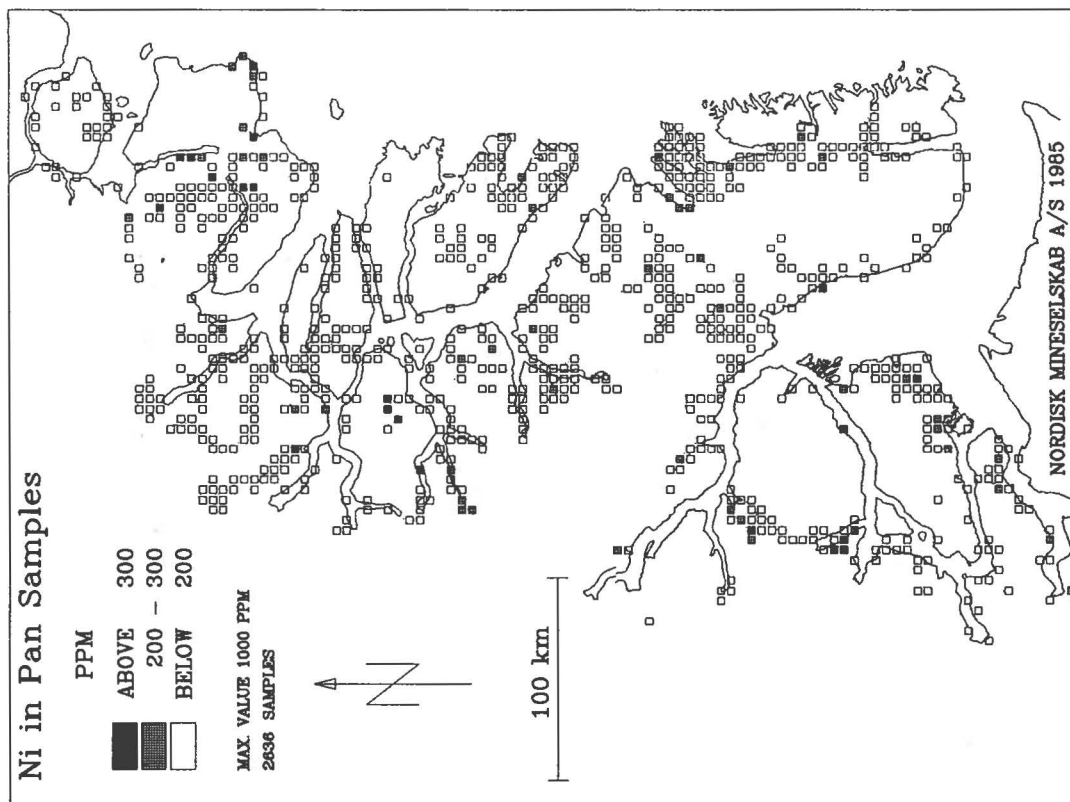 Ni in Pan Samples
PPM
ABOVE 300
200 – 300
BELOW 200
MAX. VALUE 1000 PPM
2636 SAMPLES
N
100 km
NORDISK MINESELSKAB A/S 1985